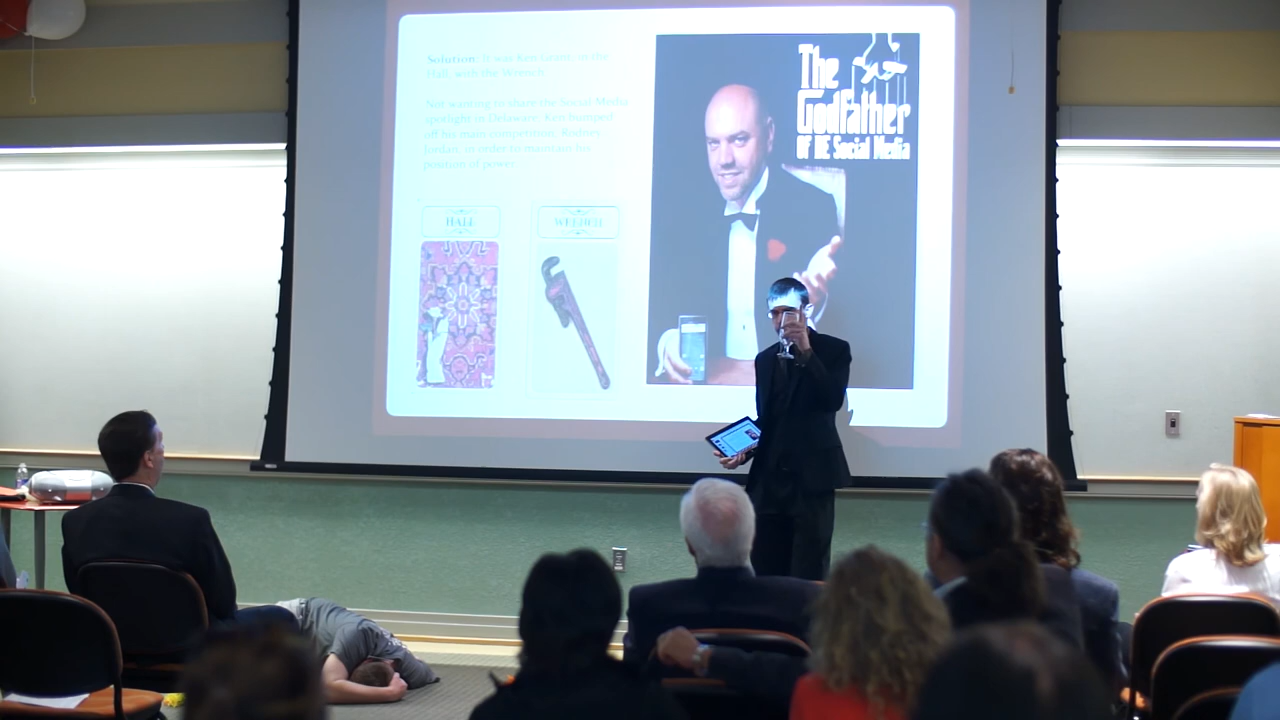 Solution: It was Ken Grant, in the
Hall, with the Wrench
Not wanting to share the Social Media
spotlight in Delaware, Ken bumped
off his main competition, Rodney
Jordan, in order to maintain his
position of power.
HALL
The
Godfather
OF DE Social Media